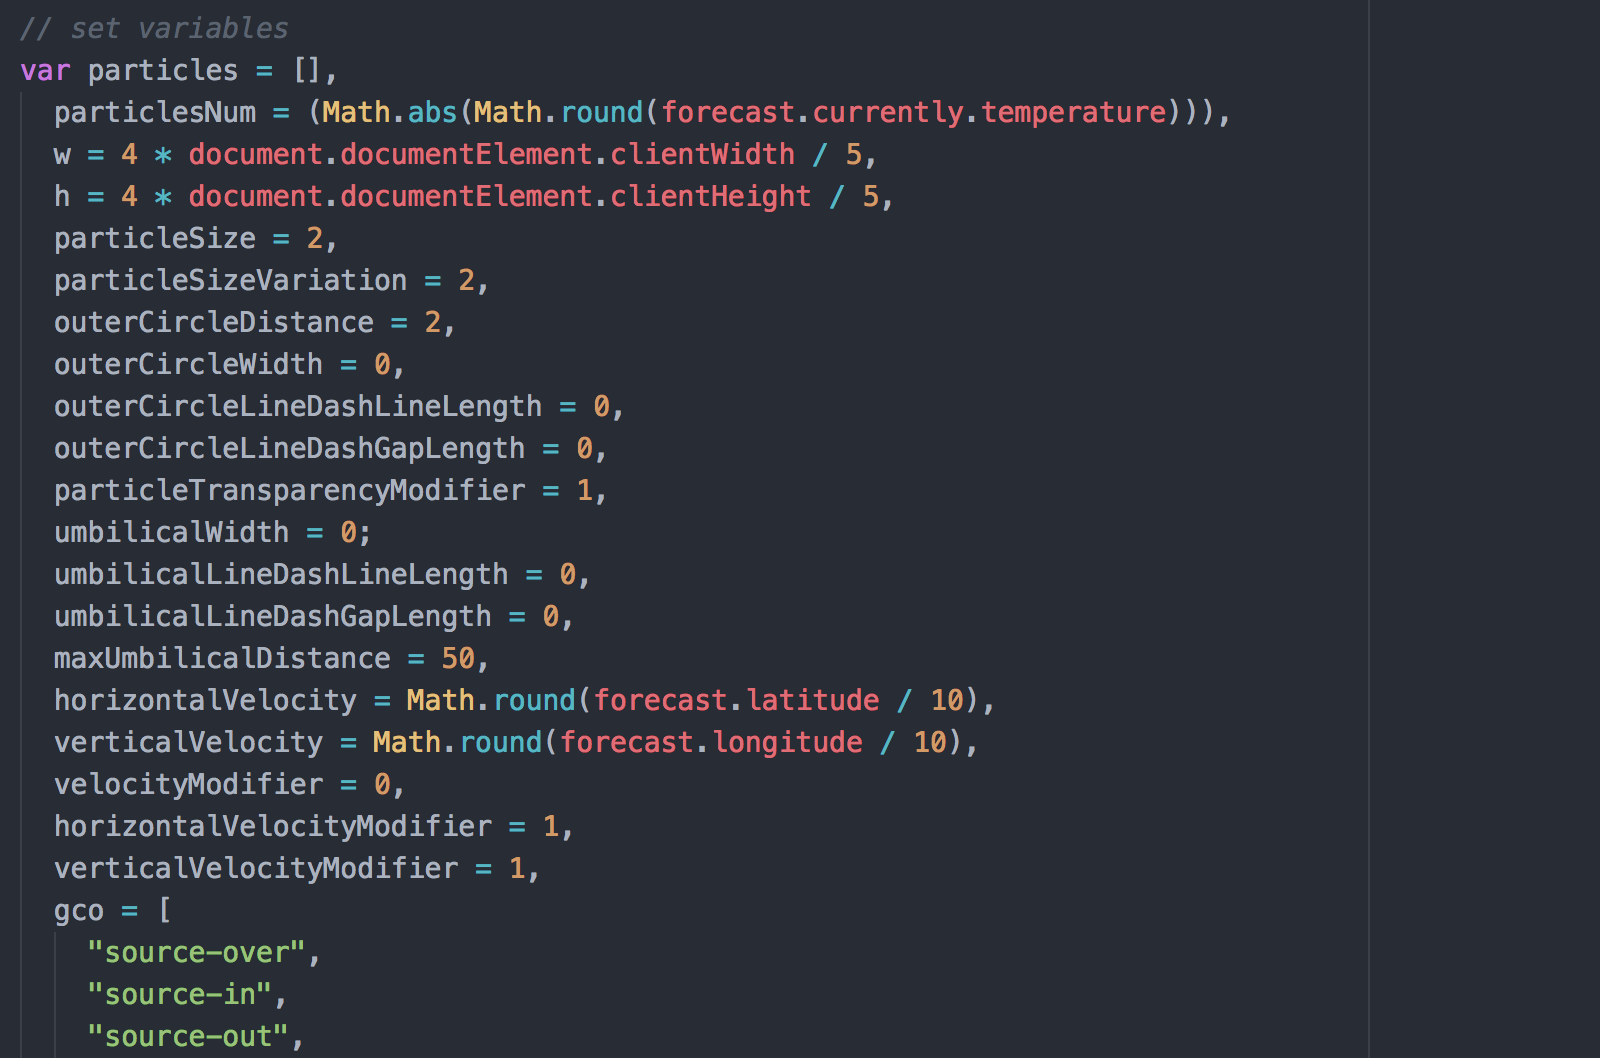 // set variables
var particles = [],
particlesNum = (Math.abs(Math.round(forecast.currently.temperature))),
w = 4 * document.documentElement.clientWidth / 5,
h = 4 * document.documentElement.clientHeight / 5,
particleSize = 2,
particleSizeVariation = 2,
outerCircleDistance = 2,
outerCircleWidth = 0,
outerCircleLineDashLineLength = 0,
outerCircleLineDashGapLength = 0,
particleTransparencyModifier = 1,
umbilicalWidth = 0;
umbilicalLineDashLineLength = 0,
umbilicalLineDashGapLength = 0,
maxUmbilicalDistance = 50,
horizontalVelocity = Math.round(forecast.latitude / 10),
verticalVelocity = Math.round(forecast.longitude / 10),
velocityModifier = 0,
horizontalVelocityModifier = 1,
verticalVelocityModifier = 1,
gco = [
"source-over",
"source-in",
"source-out",